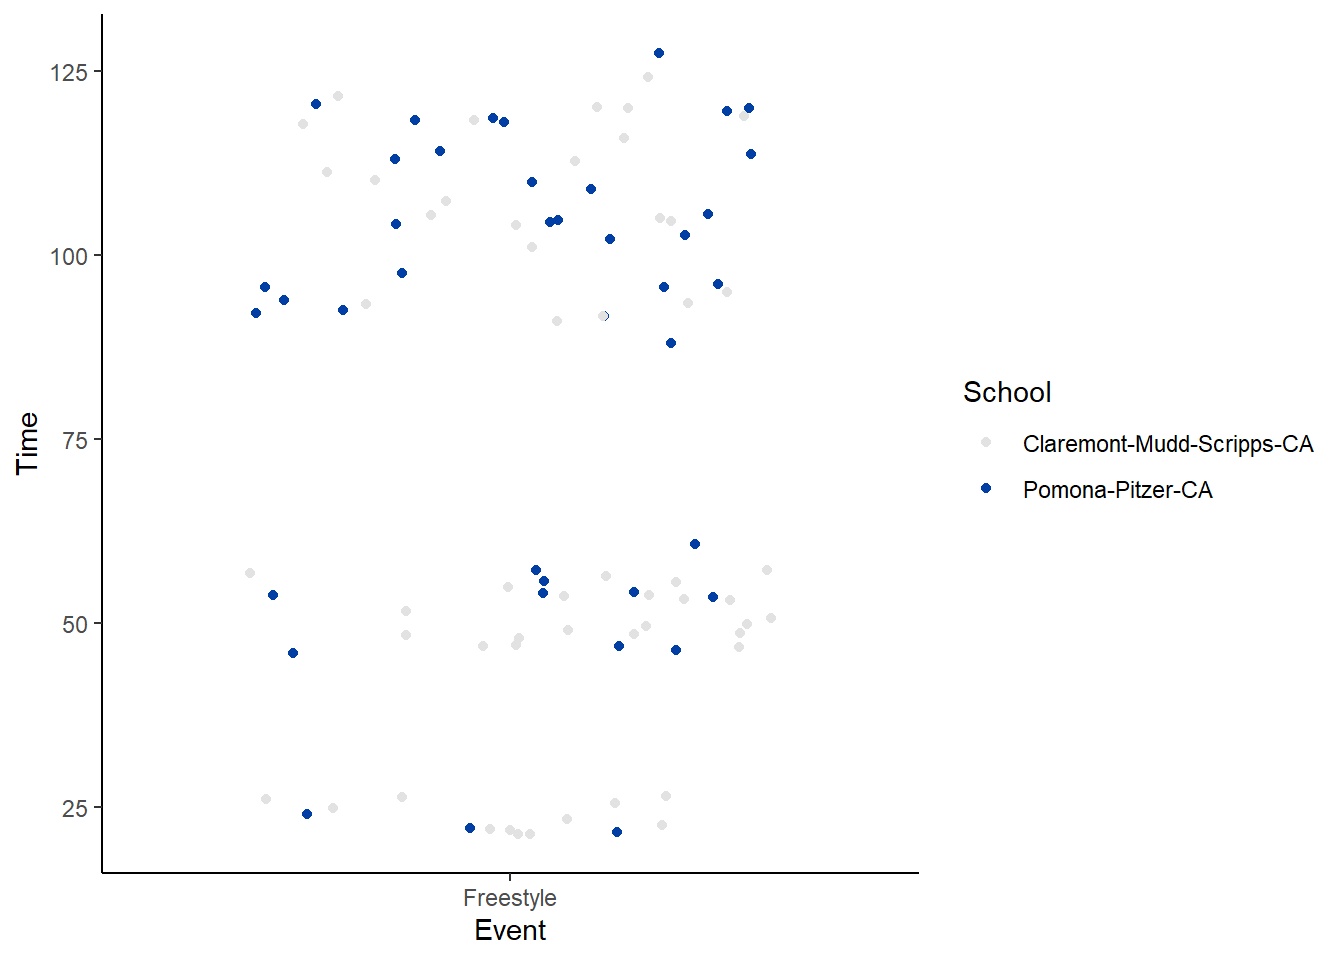 125
100
75
50
25
Time
Freestyle
Event
School
Claremont-Mudd-Scripps-CA
Pomona-Pitzer-CA